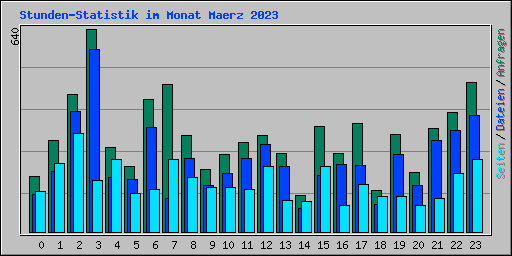 Stunden-Statistik im Monat Maerz 2023
640
Seiten/Dateien/Anfragen
0 1 2 3 4 5 6 7 8 9 10 11 12 13 14 15 16 17 18 19 20 21 22 23